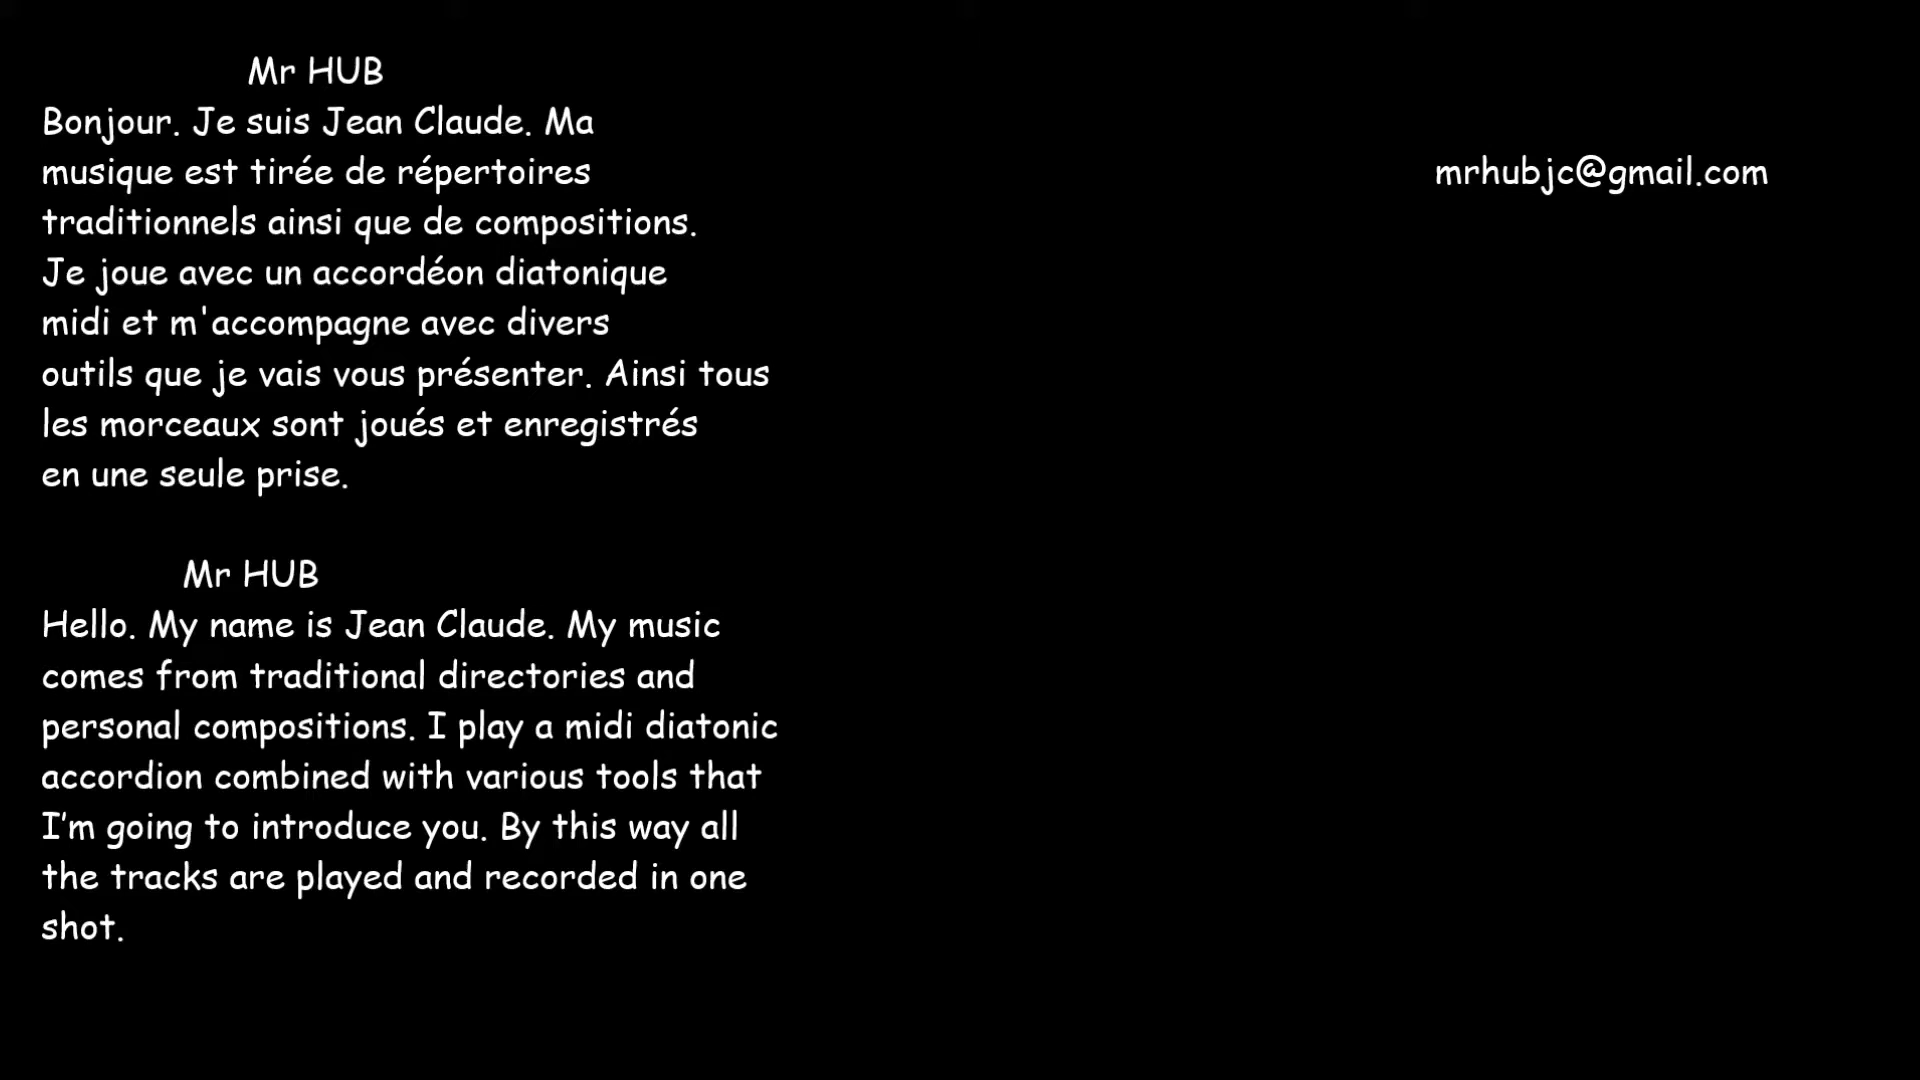 Mr HUB
Bonjour. Je suis Jean Claude. Ma
musique est tirée de répertoires
traditionnels ainsi que de compositions.
Je joue avec un accordéon diatonique
midi et m'accompagne avec divers
outils que je vais vous présenter. Ainsi tous
les morceaux sont joués et enregistrés
en une seule prise.
Mr HUB
Hello. My name is Jean Claude. My music
comes from traditional directories and
personal compositions. I play a midi diatonic
accordion combined with various tools that
I’m going to introduce you. By this way all
the tracks are played and recorded in one
shot.
mrhubjc@gmail.com